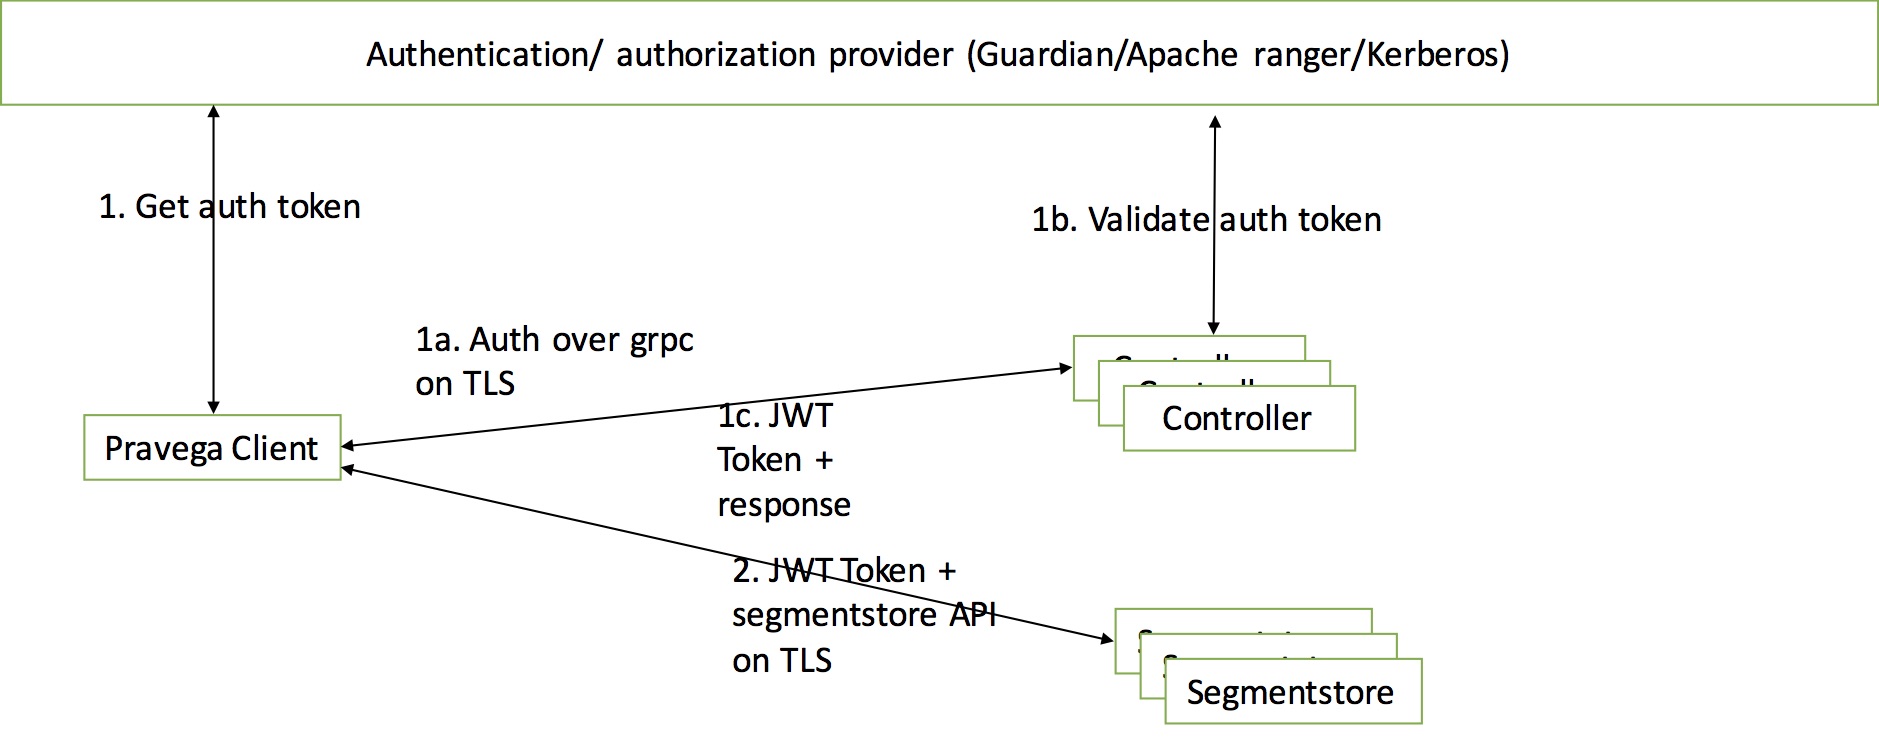 Authentication/ authorization provider (Guardian/Apache ranger/Kerberos)
1. Get auth token
1b. Validate auth token
1a. Auth over grpc
on TLS
1c. JWT
Token +
response
Controller
Pravega Client
2. JWT Token +
segmentstore API
on TLS
Segmentstore